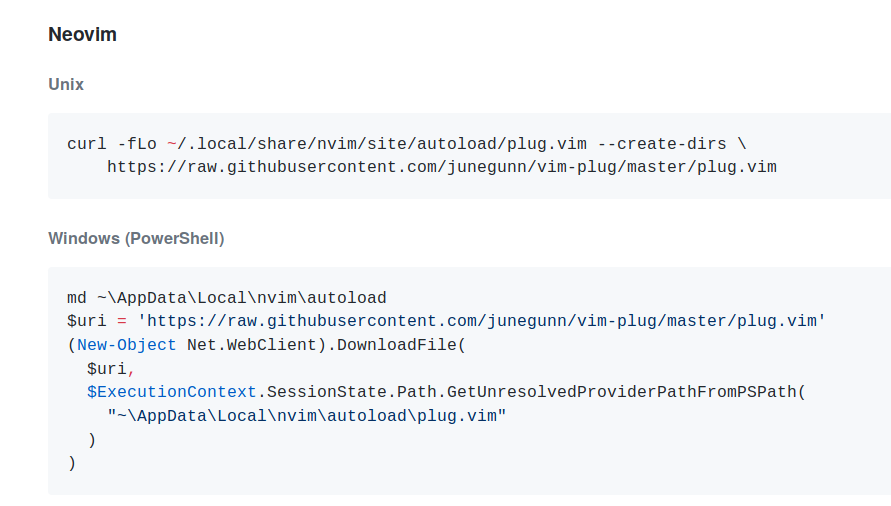 Neovim
Unix
curl -fLo ~/.local/share/nvim/site/autoload/plug.vim --create-dirs \
    https://raw.githubusercontent.com/junegunn/vim-plug/master/plug.vim
Windows (PowerShell)
md ~\AppData\Local\nvim\autoload
$uri = 'https://raw.githubusercontent.com/junegunn/vim-plug/master/plug.vim'
(New-Object Net.WebClient).DownloadFile(
  $uri,
  $ExecutionContext.SessionState.Path.GetUnresolvedProviderPathFromPSPath(
    "~\AppData\Local\nvim\autoload\plug.vim"
  )
)